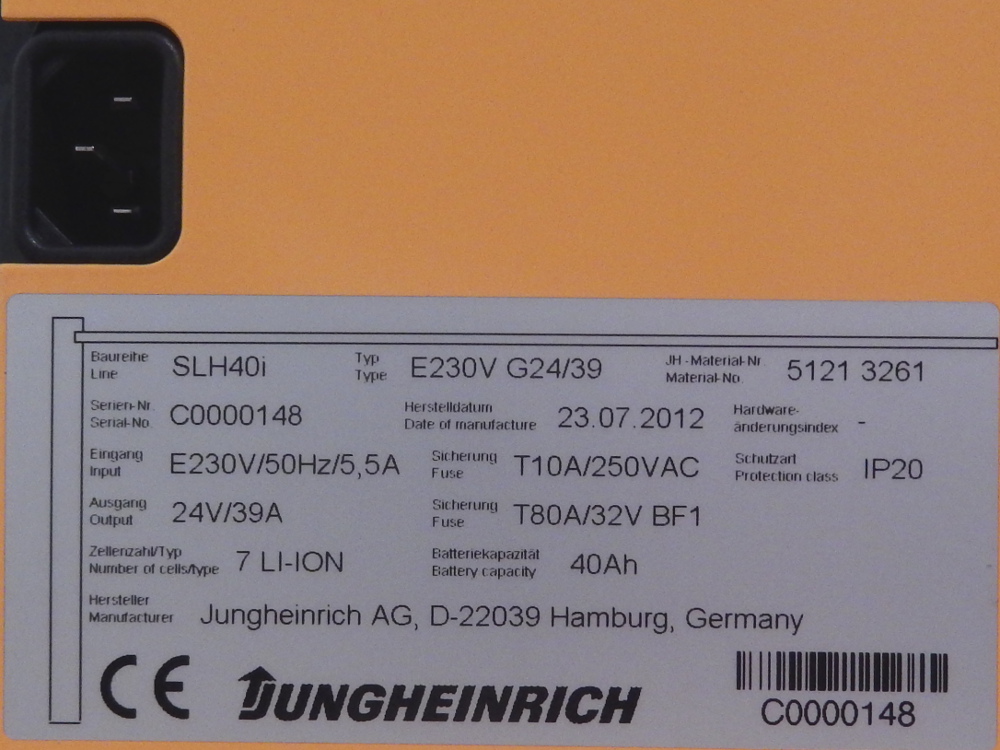 Baureihe SLH40i Typ E230V G24/39 JH-Material-Nr 5121 3261
Line Type Material-No.
Serien-Nr. C0000148 Herstelldatum 23.07.2012 Hardware- -
Serial-No. Date of manufacture änderungsindex
Eingang E230V/50Hz/5,5A Sicherung T10A/250VAC Schutzart IP20
Input Fuse Protection class
Ausgang 24V/39A Sicherung T80A/32V BF1
Output Fuse
Zellenzahl/Typ 7 LI-ION Batteriekapazität 40Ah
Number of cells/type Battery capacity
Hersteller Jungheinrich AG, D-22039 Hamburg, Germany
Manufacturer
CE JUNGHEINRICH
C0000148